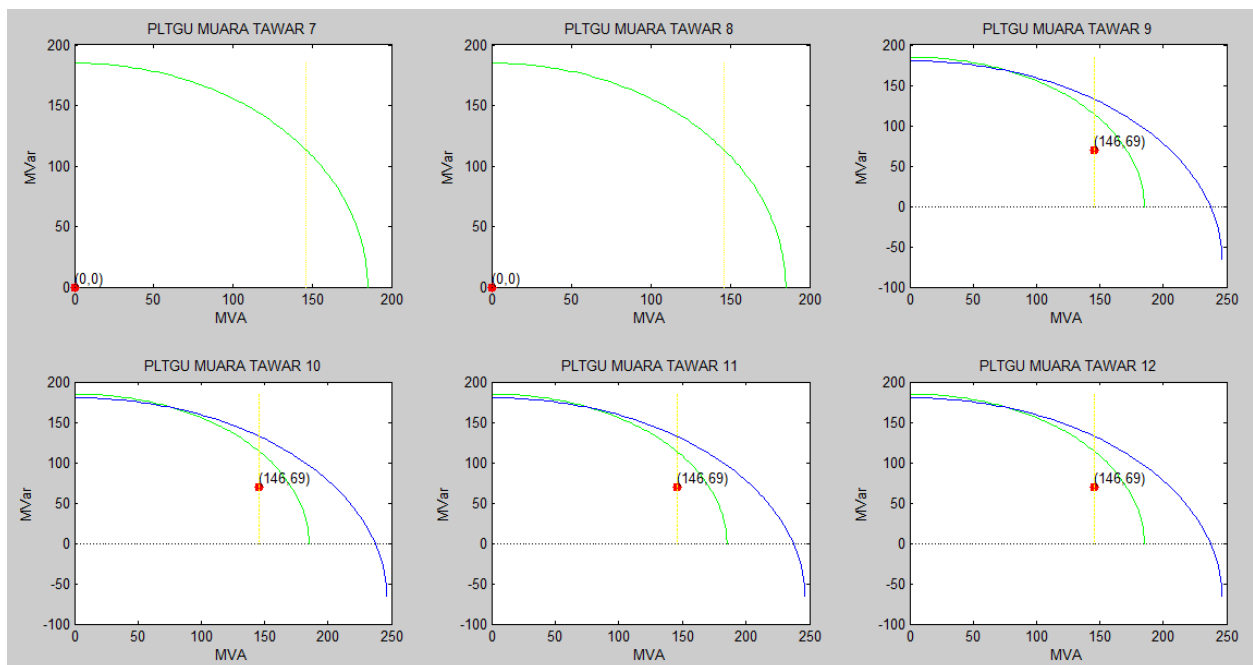 PLTGU MUARA TAWAR 7
200
150
100
50
0
MVar
(0,0)
0 50 100 150 200
MVA
PLTGU MUARA TAWAR 8
200
150
100
50
0
MVar
(0,0)
0 50 100 150 200
MVA
PLTGU MUARA TAWAR 9
200
150
100
50
0
-50
-100
MVar
(146,69)
0 50 100 150 200 250
MVA
PLTGU MUARA TAWAR 10
200
150
100
50
0
-50
-100
MVar
(146,69)
0 50 100 150 200 250
MVA
PLTGU MUARA TAWAR 11
200
150
100
50
0
-50
-100
MVar
(146,69)
0 50 100 150 200 250
MVA
PLTGU MUARA TAWAR 12
200
150
100
50
0
-50
-100
MVar
(146,69)
0 50 100 150 200 250
MVA